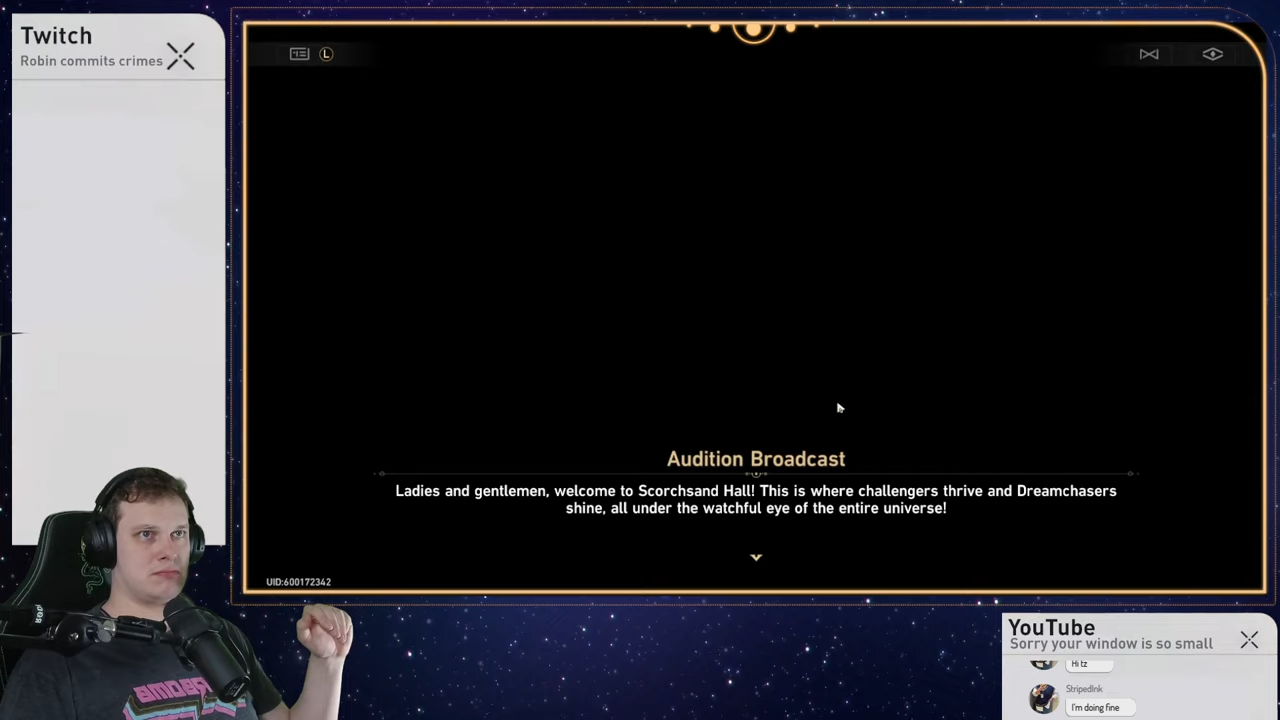 Twitch
Robin commits crimes
L
Audition Broadcast
Ladies and gentlemen, welcome to Scorchsand Hall! This is where challengers thrive and Dreamchasers
shine, all under the watchful eye of the entire universe!
UID:600172342
YouTube
Sorry your window is so small
Hi tz
StripedInk
I'm doing fine